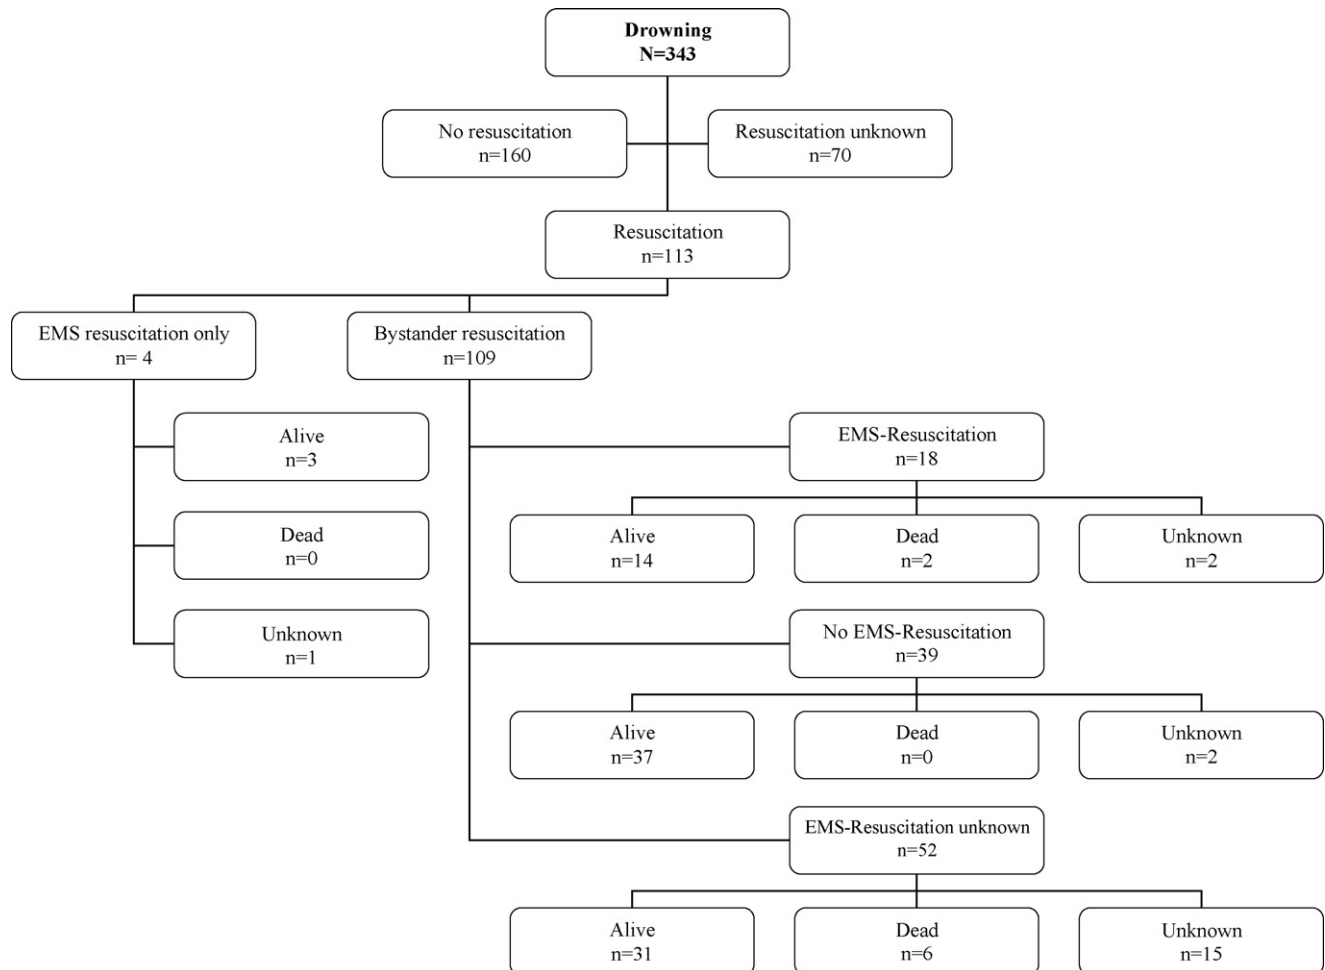 Drowning
N=343
No resuscitation
n=160
Resuscitation unknown
n=70
Resuscitation
n=113
EMS resuscitation only
n= 4
Bystander resuscitation
n=109
Alive
n=3
Dead
n=0
Unknown
n=1
EMS-Resuscitation
n=18
Alive
n=14
Dead
n=2
Unknown
n=2
No EMS-Resuscitation
n=39
Alive
n=37
Dead
n=0
Unknown
n=2
EMS-Resuscitation unknown
n=52
Alive
n=31
Dead
n=6
Unknown
n=15